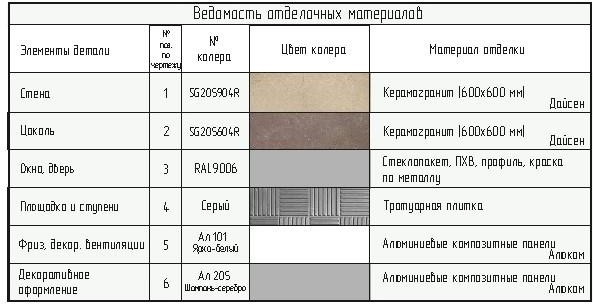 Ведомость отделочных материалов
Элементы детали
№
поз.
по
чертежу
№
колера
Цвет колера
Материал отделки
Стена
1
SG205904R
Керамогранит |600x600 мм|
Дайсен
Цоколь
2
SG205604R
Керамогранит |600x600 мм|
Дайсен
Окна, дверь
3
RAL9006
Стеклопакет, ПХВ, профиль, краска
по металлу
Площадка и ступени
4
Серый
Тротуарная плитка
Фриз, декор. вентиляции
5
Ал 101
Ярко-белый
Алюминиевые композитные панели
Алюком
Декоративное
оформление
6
Ал 205
Шампань-серебро
Алюминиевые композитные панели
Алюком